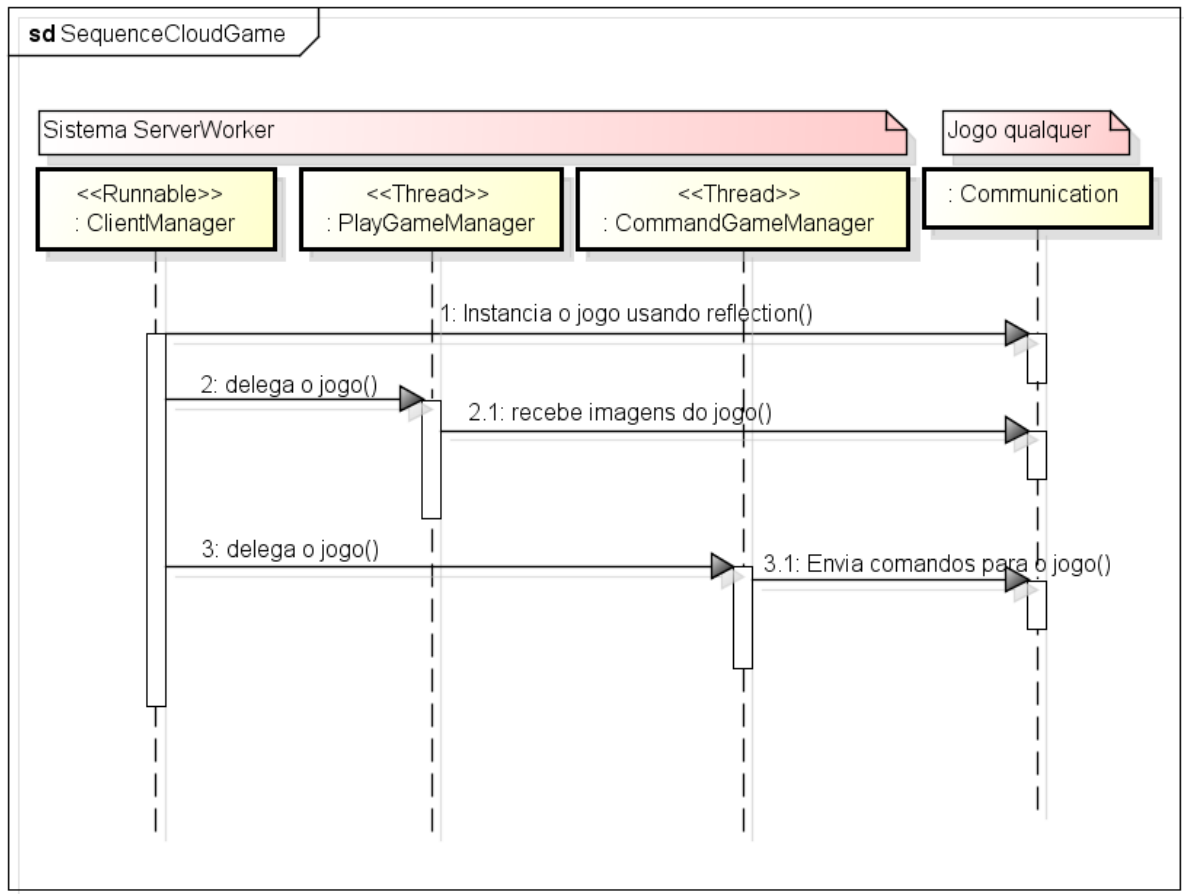 sd SequenceCloudGame
Sistema ServerWorker
Jogo qualquer
<<Runnable>>
: ClientManager
<<Thread>>
: PlayGameManager
<<Thread>>
: CommandGameManager
: Communication
1: Instancia o jogo usando reflection()
2: delega o jogo()
2.1: recebe imagens do jogo()
3: delega o jogo()
3.1: Envia comandos para o jogo()